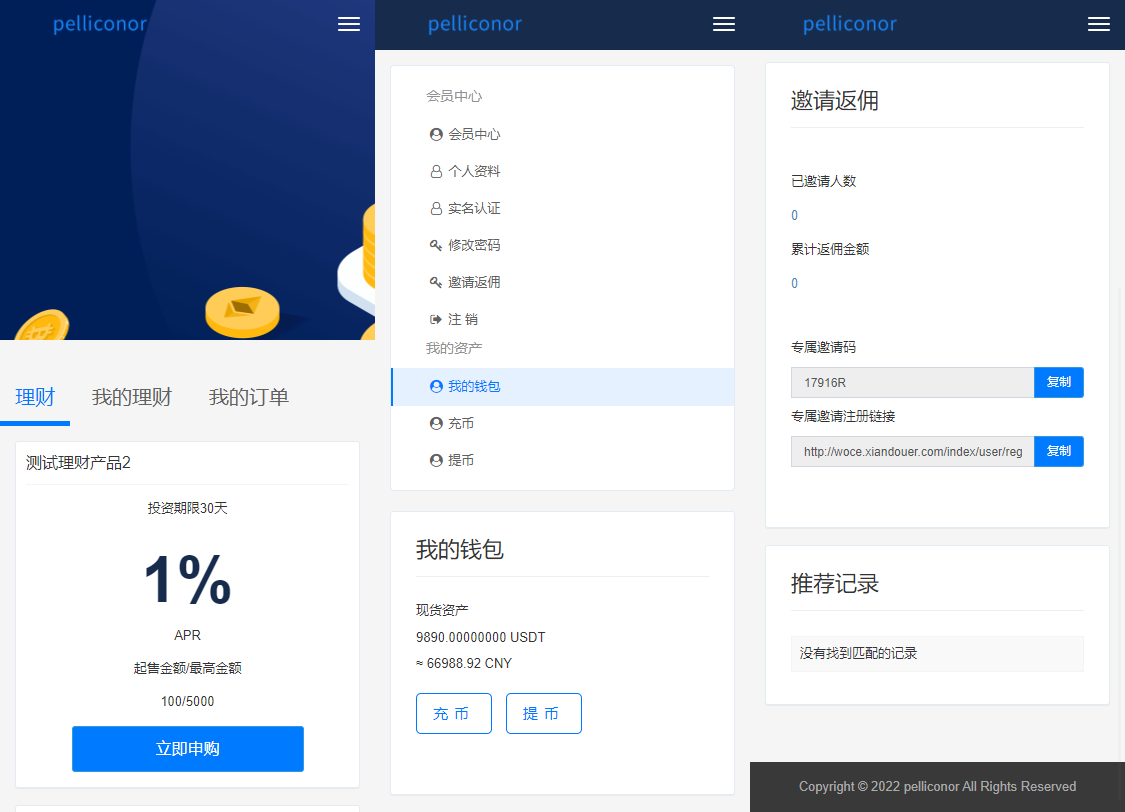 pelliconor
理财
我的理财
我的订单
测试理财产品2
投资期限30天
1%
APR
起售金额/最高金额
100/5000
立即申购
pelliconor
会员中心
会员中心
个人资料
实名认证
修改密码
邀请返佣
注 销
我的资产
我的钱包
充币
提币
我的钱包
现货资产
9890.00000000 USDT
≈ 66988.92 CNY
充 币
提 币
pelliconor
邀请返佣
已邀请人数
0
累计返佣金额
0
专属邀请码
17916R
复制
专属邀请注册链接
http://woce.xiandouer.com/index/user/reg
复制
推荐记录
没有找到匹配的记录
Copyright © 2022 pelliconor All Rights Reserved